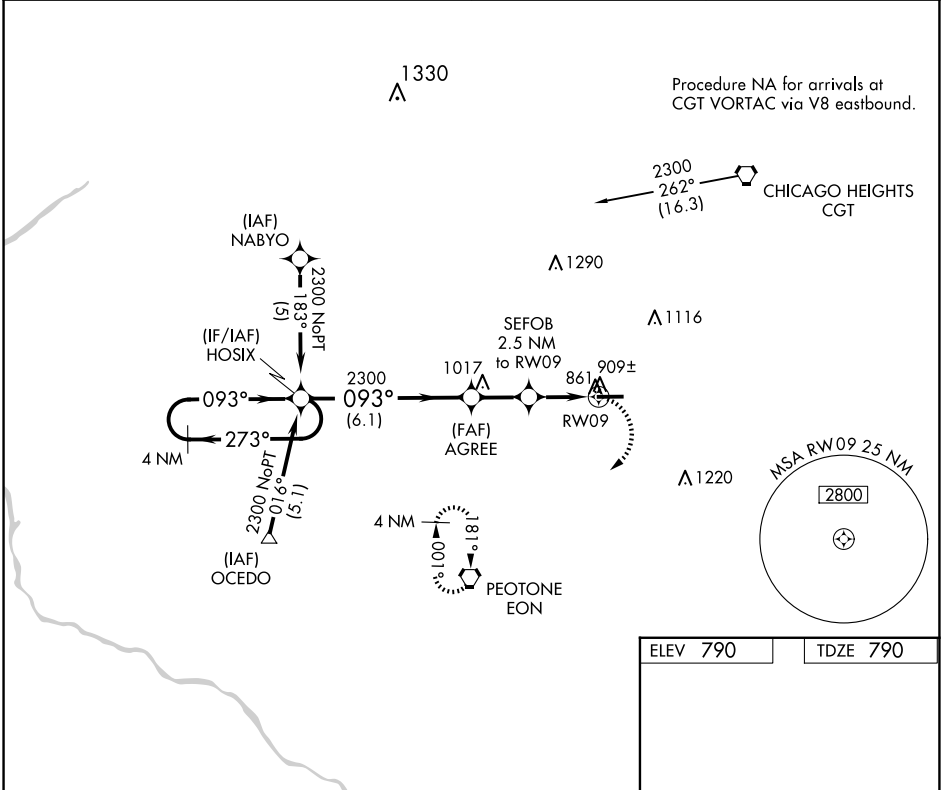 1330
Procedure NA for arrivals at
CGT VORTAC via V8 eastbound.
2300
262°
(16.3)
CHICAGO HEIGHTS
CGT
(IAF)
NABYO
2300 NoPT
183°
(5)
1290
1116
(IF/IAF)
HOSIX
SEFOB
2.5 NM
to RW09
2300
093°
(6.1)
1017
861
909±
093°
273°
4 NM
(FAF)
AGREE
RW09
2300 NoPT
016°
(5.1)
(IAF)
OCEDO
1220
MSA RW09 25 NM
2800
4 NM
181°
001°
PEOTONE
EON
ELEV 790
TDZE 790